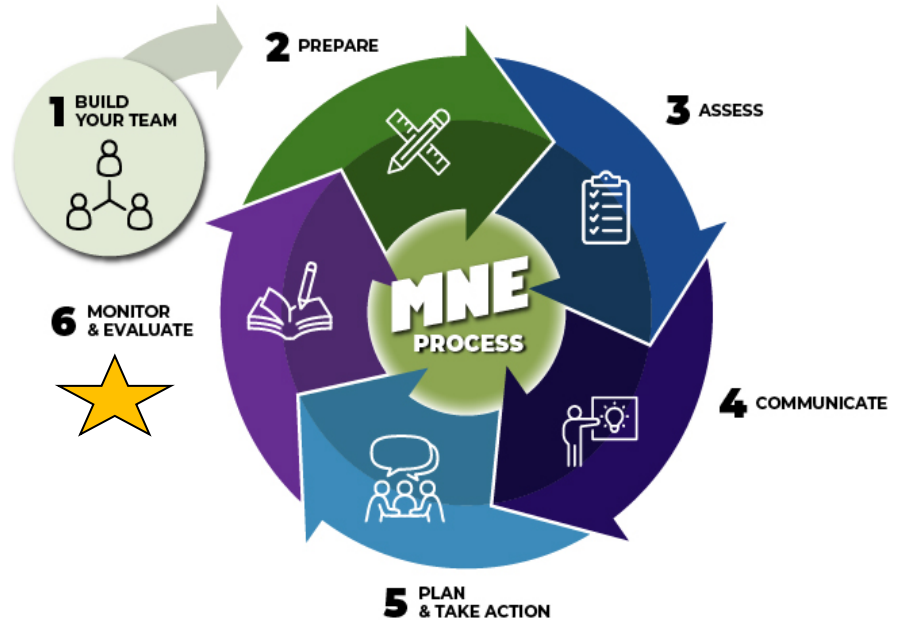 1 BUILD
YOUR TEAM
2 PREPARE
3 ASSESS
4 COMMUNICATE
5 PLAN
& TAKE ACTION
6 MONITOR
& EVALUATE
MNE
PROCESS